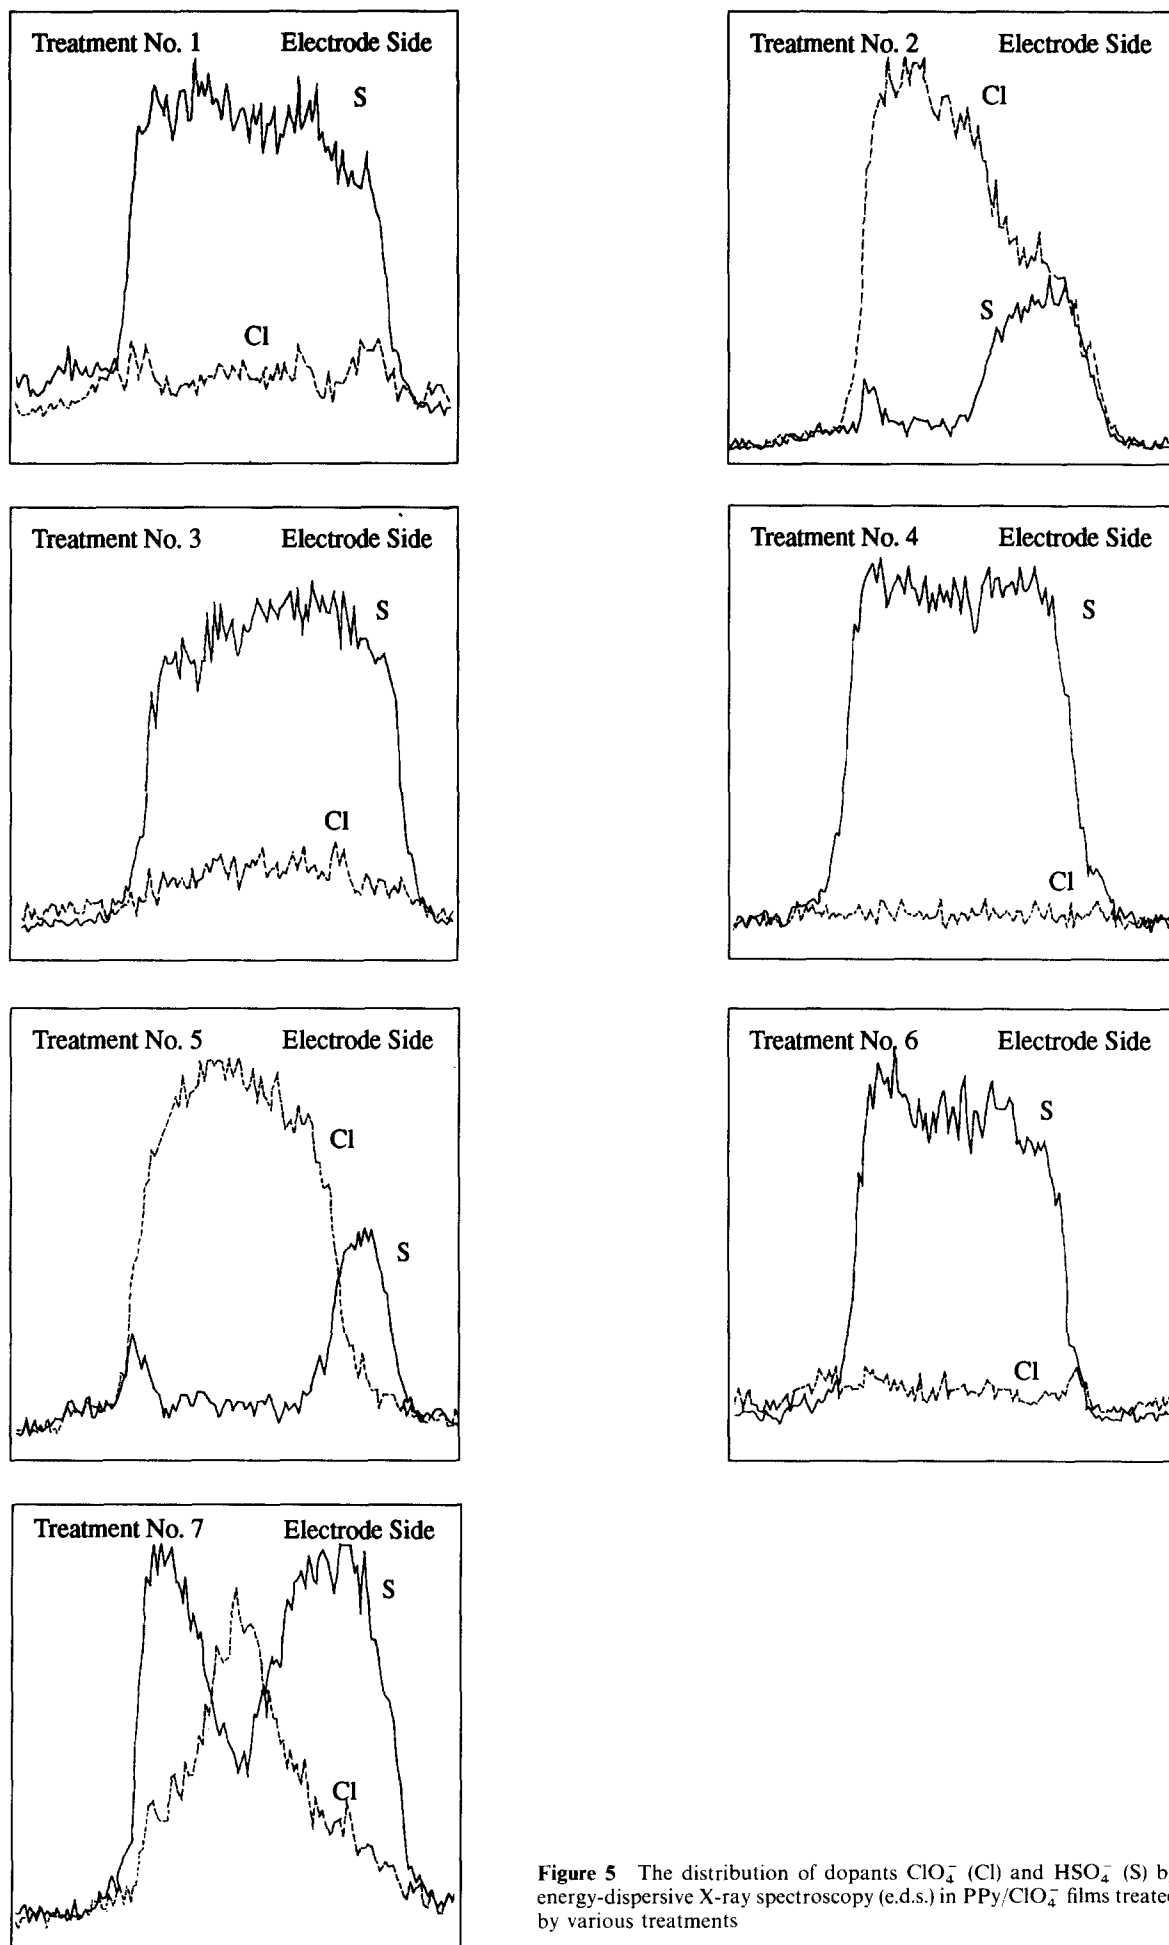 Treatment No. 1 Electrode Side
S
Cl
Treatment No. 2 Electrode Side
Cl
S
Treatment No. 3 Electrode Side
S
Cl
Treatment No. 4 Electrode Side
S
Cl
Treatment No. 5 Electrode Side
Cl
S
Treatment No. 6 Electrode Side
S
Cl
Treatment No. 7 Electrode Side
S
Cl
Figure 5 The distribution of dopants ClO₄⁻ (Cl) and HSO₄⁻ (S) b
energy-dispersive X-ray spectroscopy (e.d.s.) in PPy/ClO₄⁻ films treated
by various treatments